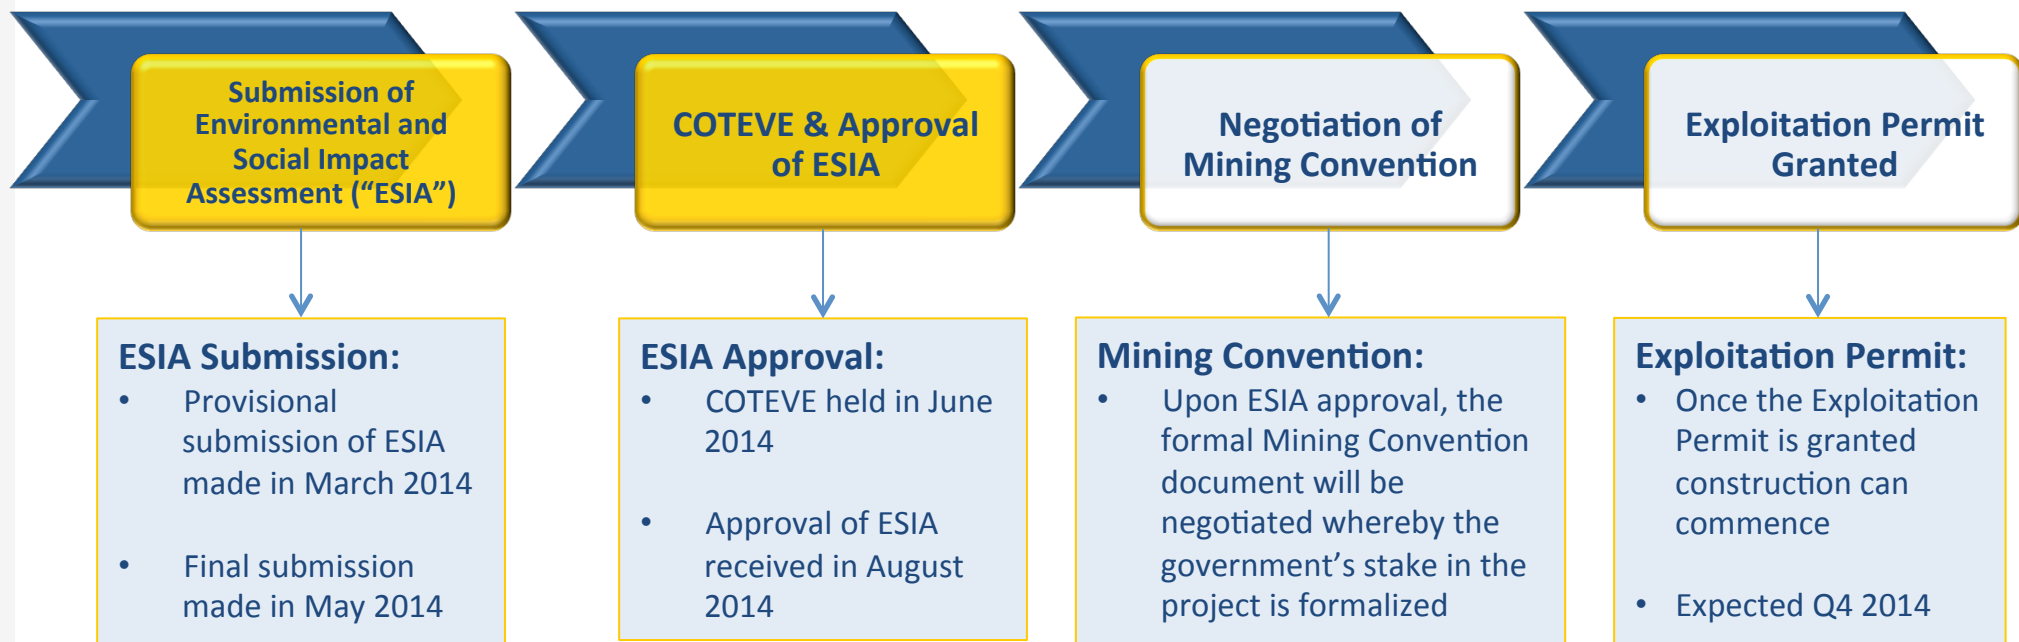 Submission of
Environmental and
Social Impact
Assessment (“ESIA”)
COTEVE & Approval
of ESIA
Negotiation of
Mining Convention
Exploitation Permit
Granted
ESIA Submission:
• Provisional
submission of ESIA
made in March 2014
• Final submission
made in May 2014
ESIA Approval:
• COTEVE held in June
2014
• Approval of ESIA
received in August
2014
Mining Convention:
• Upon ESIA approval, the
formal Mining Convention
document will be
negotiated whereby the
government’s stake in the
project is formalized
Exploitation Permit:
• Once the Exploitation
Permit is granted
construction can
commence
• Expected Q4 2014